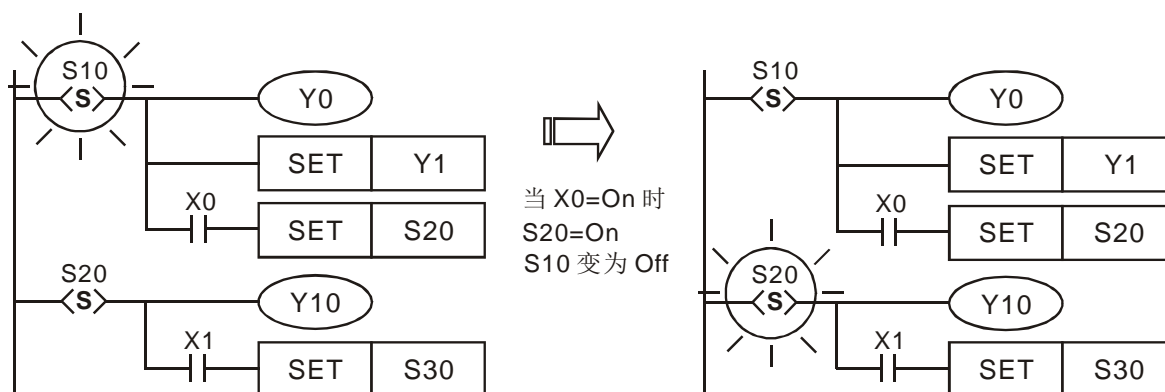 S10
S
Y0
SET Y1
X0
SET S20
S20
S
Y10
X1
SET S30
当 X0=On 时
S20=On
S10 变为 Off
S10
S
Y0
SET Y1
X0
SET S20
S20
S
Y10
X1
SET S30